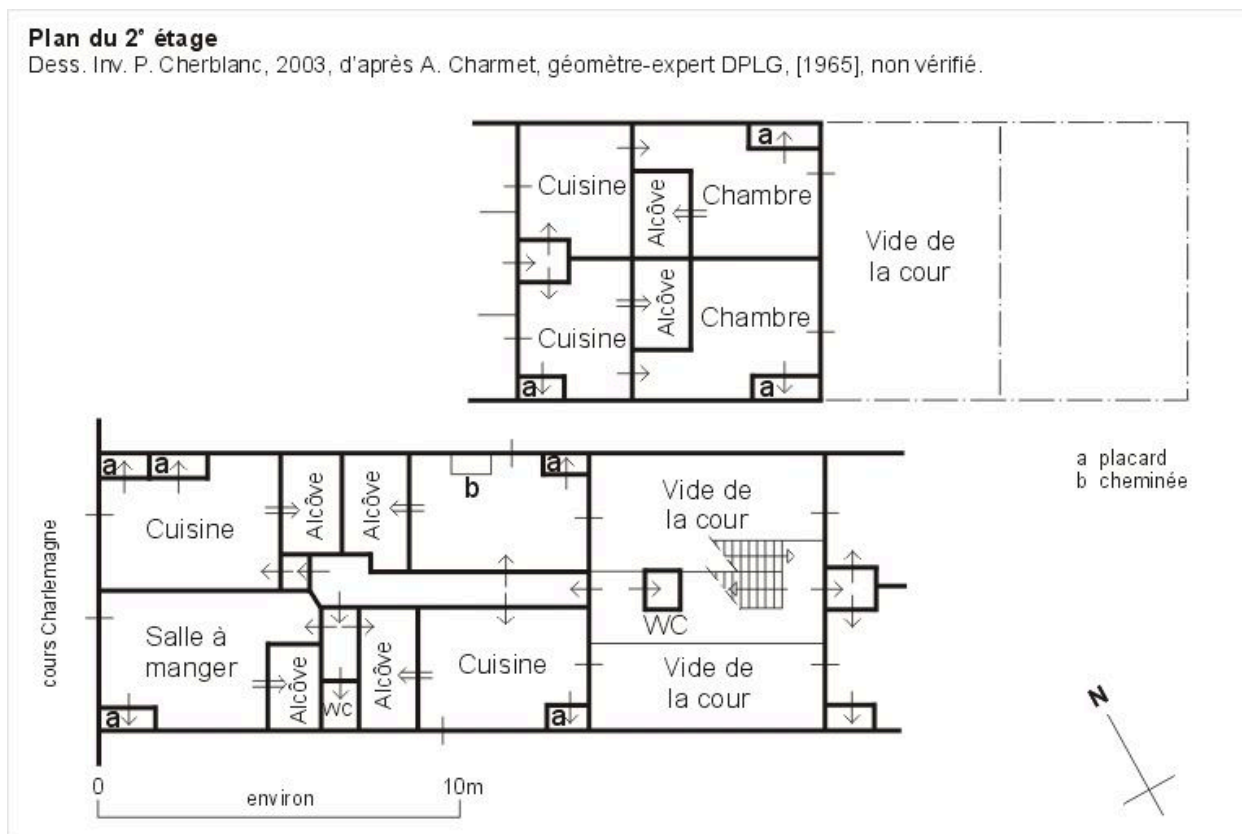 Plan du 2° étage
Dess. Inv. P. Cherblanc, 2003, d'après A. Charmet, géomètre-expert DPLG, [1965], non vérifié.
a
Cuisine
Alcôve
Chambre
Vide de
la cour
Cuisine
Alcôve
Chambre
a
a
a
a
a
b
a placard
b cheminée
Cuisine
Alcôve
Alcôve
Vide de
la cour
cours Charlemagne
Salle à
manger
Alcôve
WC
Alcôve
Cuisine
WC
Vide de
la cour
a
a
N
0
10m
environ